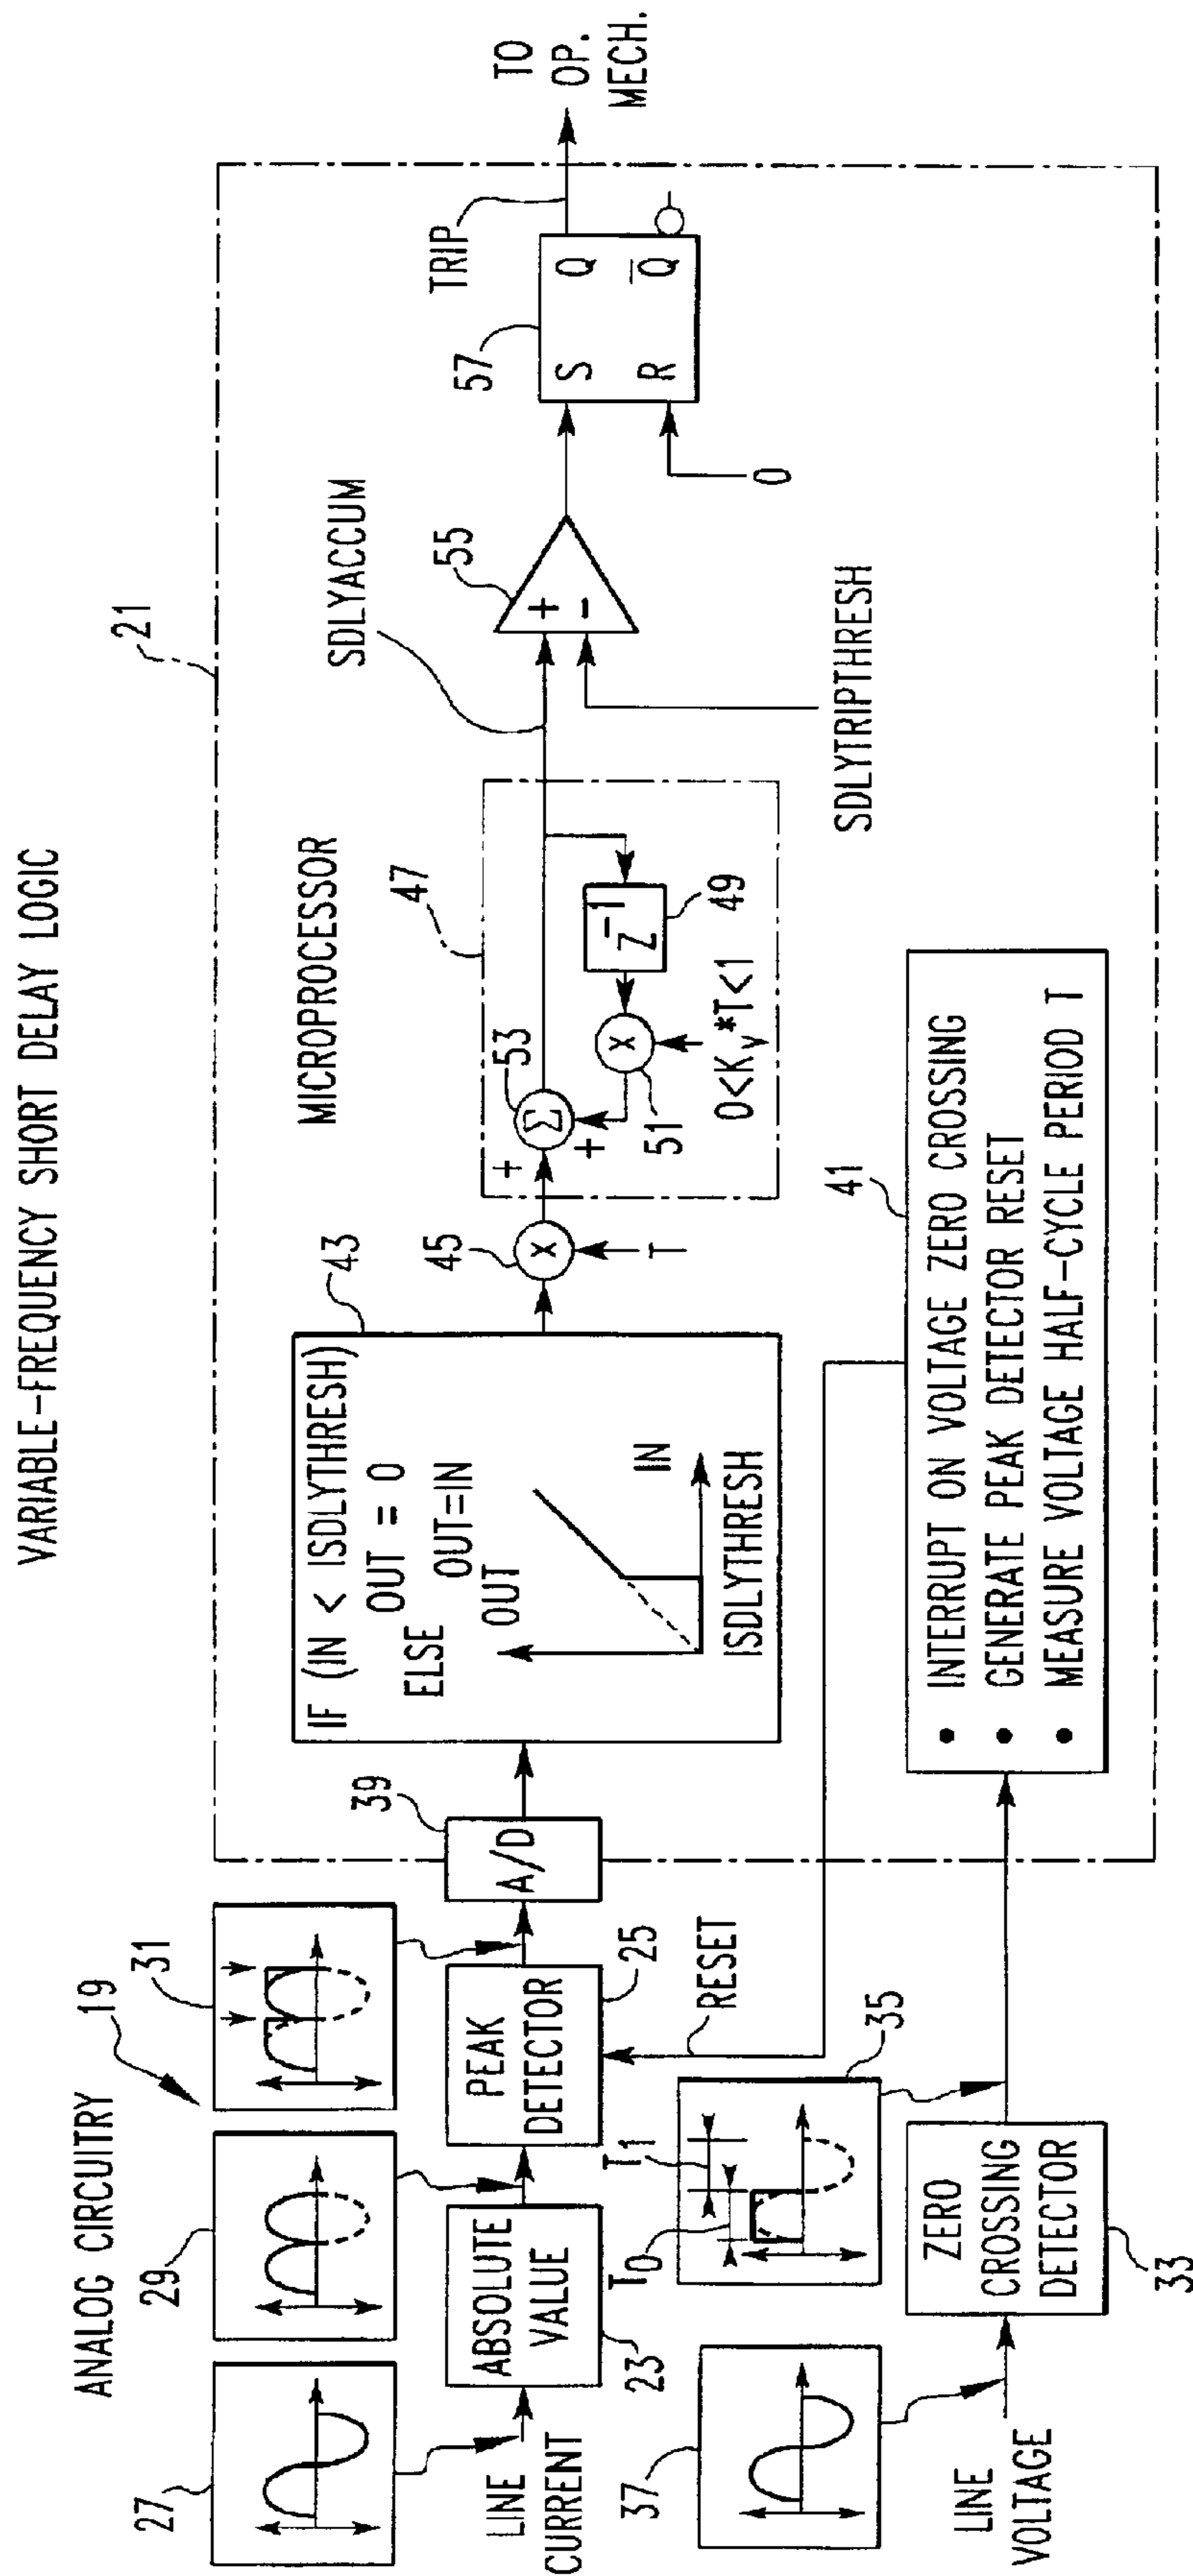 VARIABLE-FREQUENCY SHORT DELAY LOGIC
ANALOG CIRCUITRY
19
MICROPROCESSOR
21
27
29
31
LINE
CURRENT
ABSOLUTE
VALUE
23
PEAK
DETECTOR
25
RESET
39
A/D
43
IF (IN < ISDLYTHRESH)
OUT = 0
ELSE
OUT=IN
OUT
IN
ISDLYTHRESH
45
X
T
47
+
+
53
Σ
Z⁻¹
49
X
51
0<Kᵧ*T<1
SDLYACCUM
55
+
-
SDLYTRIPTHRESH
57
S
Q
R
Q̅
0
TRIP
TO
OP.
MECH.
37
LINE
VOLTAGE
T₀
T₁
35
ZERO
CROSSING
DETECTOR
33
41
• INTERRUPT ON VOLTAGE ZERO CROSSING
• GENERATE PEAK DETECTOR RESET
• MEASURE VOLTAGE HALF-CYCLE PERIOD T